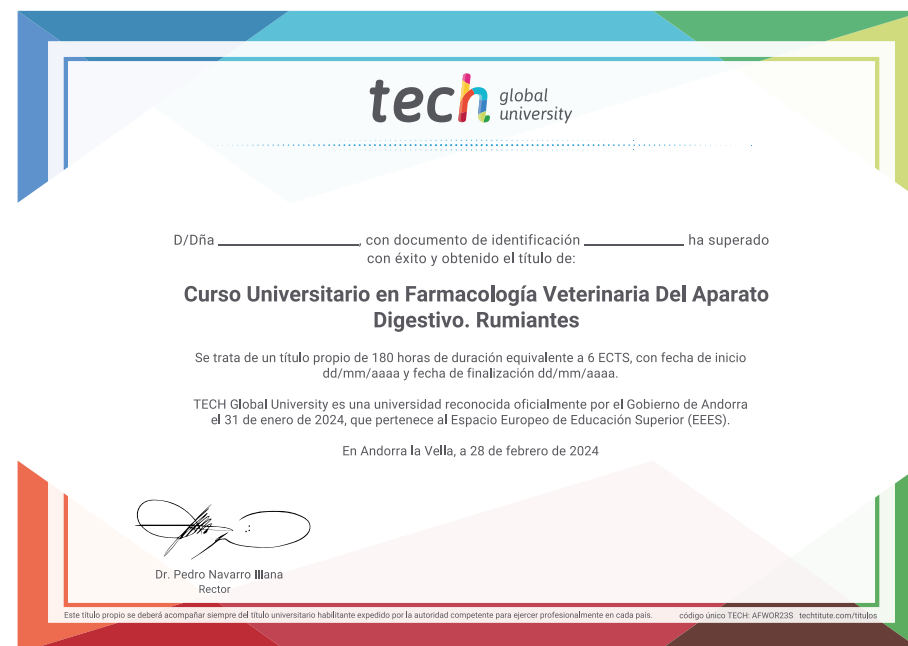 tech global university
D/Dña ____________________, con documento de identificación ______________ ha superado
con éxito y obtenido el título de:
Curso Universitario en Farmacología Veterinaria Del Aparato
Digestivo. Rumiantes
Se trata de un título propio de 180 horas de duración equivalente a 6 ECTS, con fecha de inicio
dd/mm/aaaa y fecha de finalización dd/mm/aaaa.
TECH Global University es una universidad reconocida oficialmente por el Gobierno de Andorra
el 31 de enero de 2024, que pertenece al Espacio Europeo de Educación Superior (EEES).
En Andorra la Vella, a 28 de febrero de 2024
Dr. Pedro Navarro Illana
Rector
Este título propio se deberá acompañar siempre del título universitario habilitante expedido por la autoridad competente para ejercer profesionalmente en cada país. código único TECH: AFWOR23S techtitute.com/titulos